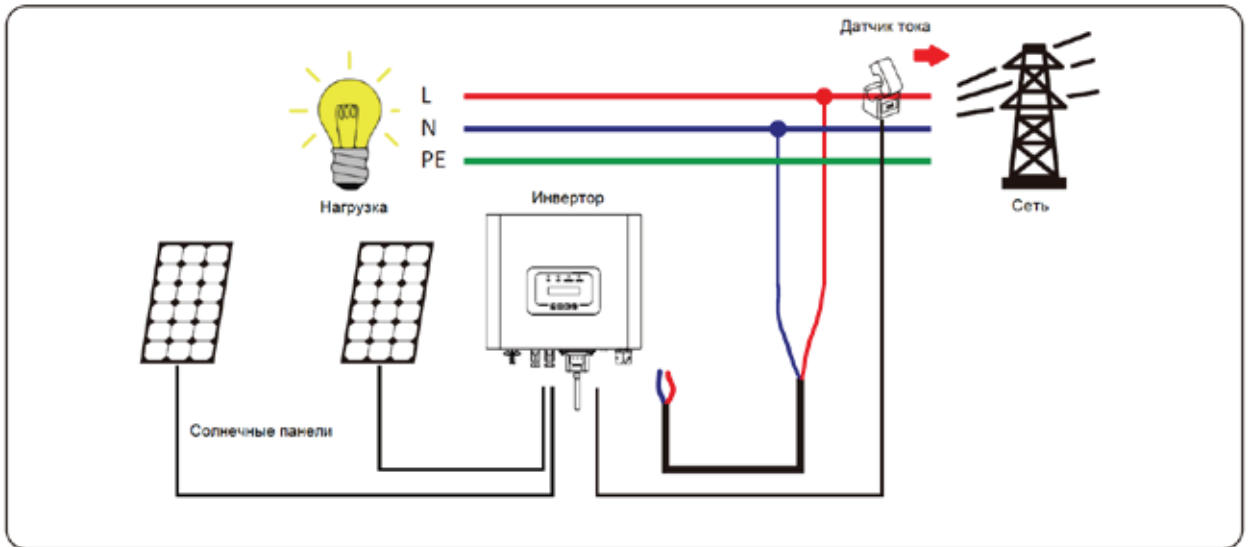 Датчик тока
L
N
PE
Нагрузка
Инвертор
Сеть
Солнечные панели